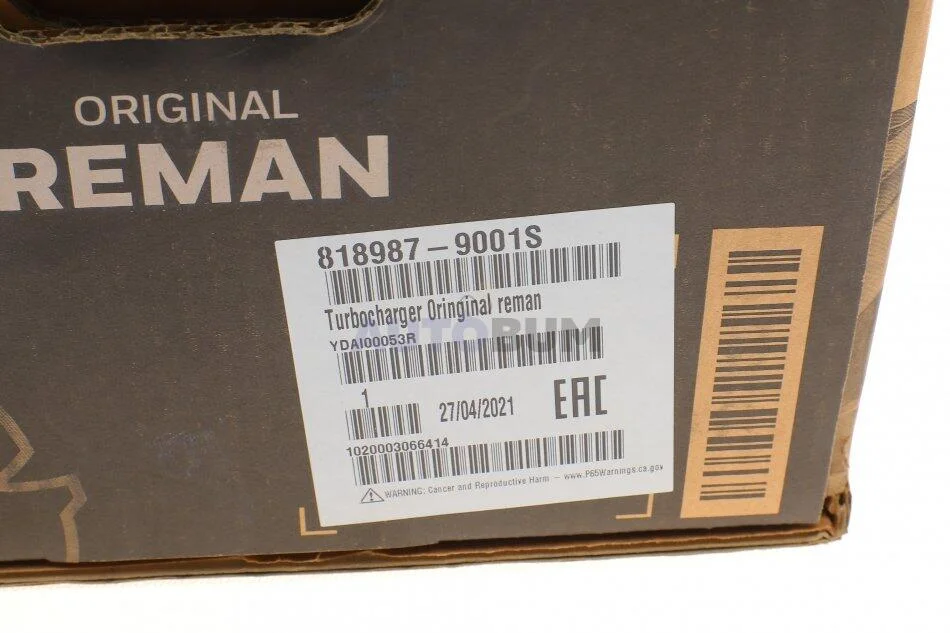 ORIGINAL
REMAN
818987-9001S
Turbocharger Oringinal reman
AUTOBUM
YDAI00053R
1
27/04/2021
EAC
1020003066414
WARNING: Cancer and Reproductive Harm – www.P65Warnings.ca.gov